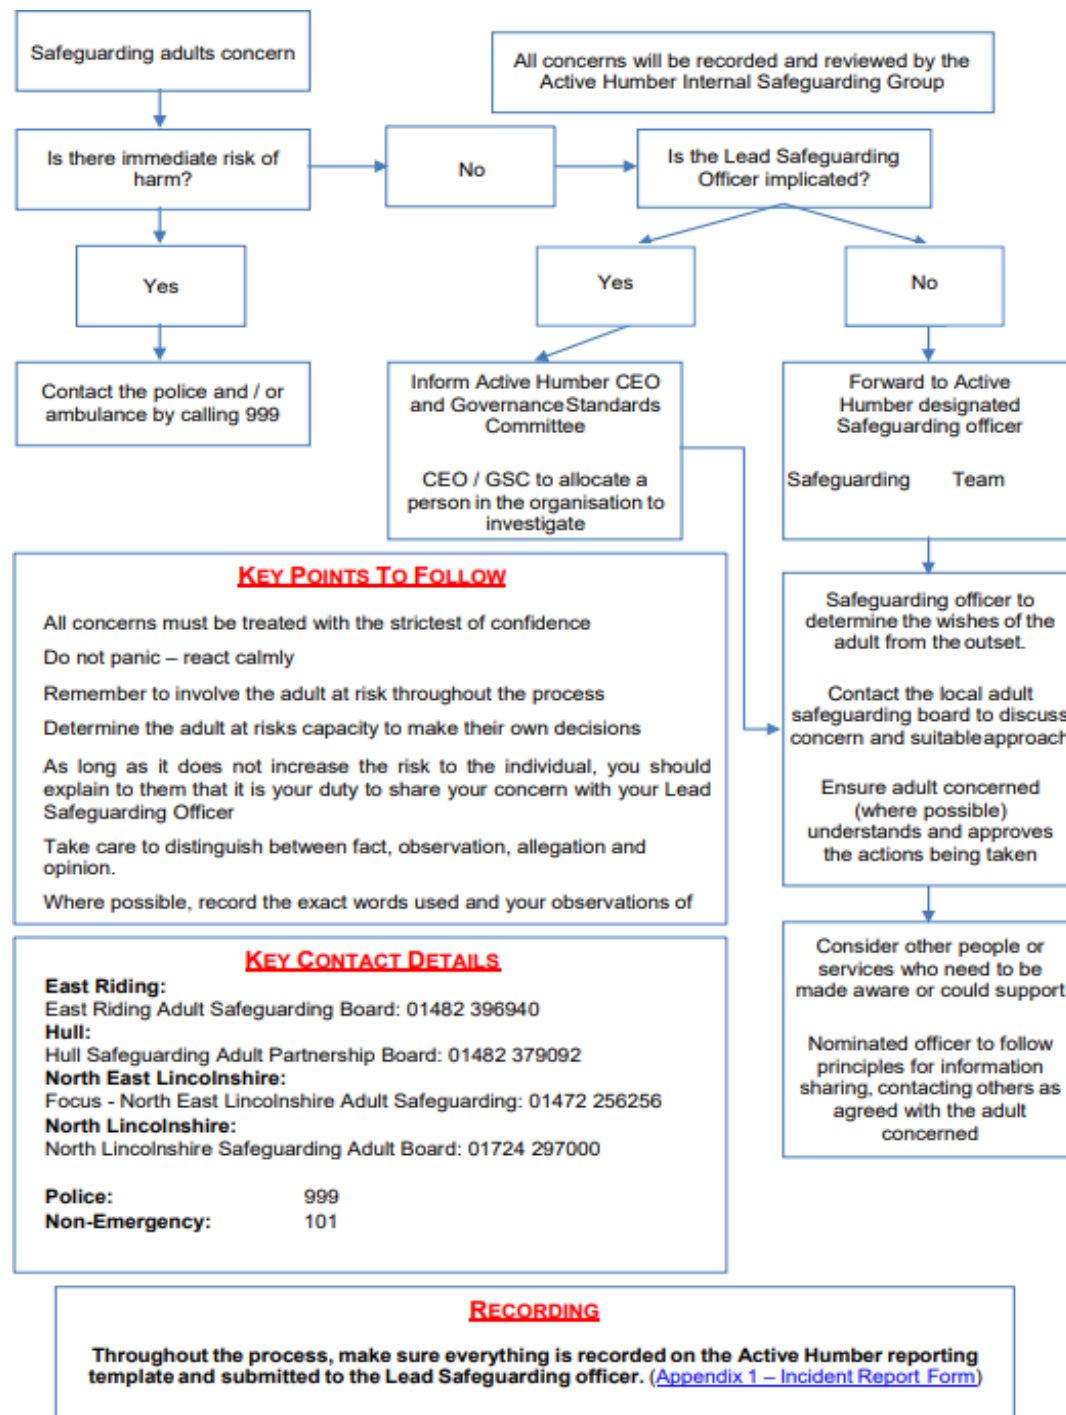 Safeguarding adults concern
All concerns will be recorded and reviewed by the
Active Humber Internal Safeguarding Group
Is there immediate risk of
harm?
No
Is the Lead Safeguarding
Officer implicated?
Yes
Yes
No
Contact the police and / or
ambulance by calling 999
Inform Active Humber CEO
and Governance Standards
Committee
CEO / GSC to allocate a
person in the organisation to
investigate
Forward to Active
Humber designated
Safeguarding officer
Safeguarding Team
Safeguarding officer to
determine the wishes of the
adult from the outset.
Contact the local adult
safeguarding board to discuss
concern and suitable approach
Ensure adult concerned
(where possible)
understands and approves
the actions being taken
Consider other people or
services who need to be
made aware or could support
Nominated officer to follow
principles for information
sharing, contacting others as
agreed with the adult
concerned
KEY POINTS TO FOLLOW
All concerns must be treated with the strictest of confidence
Do not panic – react calmly
Remember to involve the adult at risk throughout the process
Determine the adult at risks capacity to make their own decisions
As long as it does not increase the risk to the individual, you should
explain to them that it is your duty to share your concern with your Lead
Safeguarding Officer
Take care to distinguish between fact, observation, allegation and
opinion.
Where possible, record the exact words used and your observations of
KEY CONTACT DETAILS
East Riding:
East Riding Adult Safeguarding Board: 01482 396940
Hull:
Hull Safeguarding Adult Partnership Board: 01482 379092
North East Lincolnshire:
Focus - North East Lincolnshire Adult Safeguarding: 01472 256256
North Lincolnshire:
North Lincolnshire Safeguarding Adult Board: 01724 297000
Police: 999
Non-Emergency: 101
RECORDING
Throughout the process, make sure everything is recorded on the Active Humber reporting
template and submitted to the Lead Safeguarding officer. (Appendix 1 – Incident Report Form)